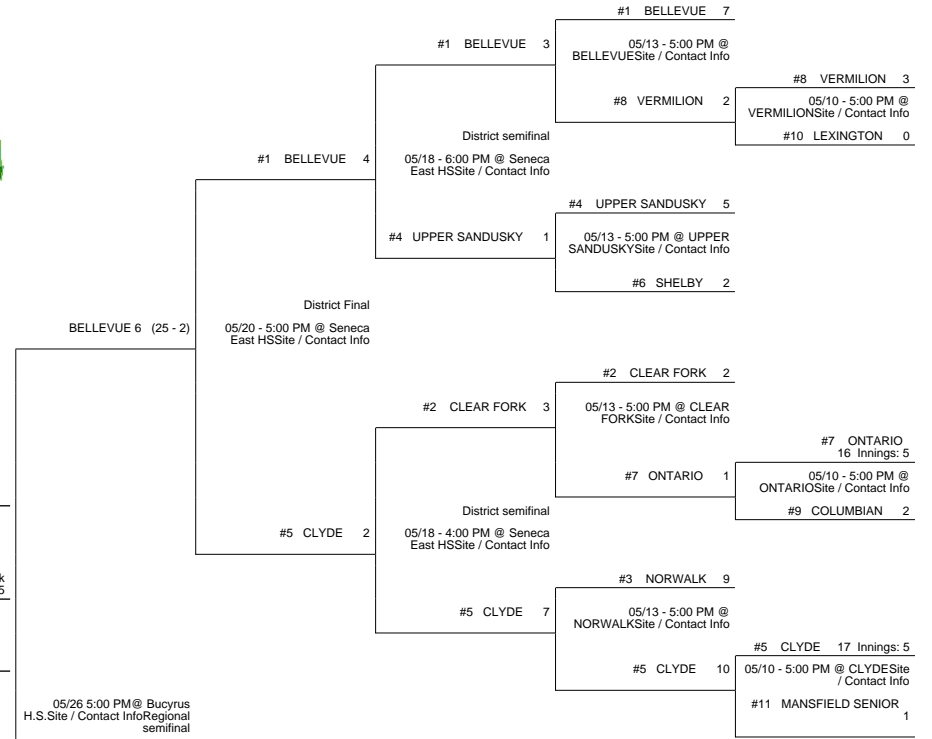 #1 BELLEVUE 7
#1 BELLEVUE 3
05/13 - 5:00 PM @
BELLEVUESite / Contact Info
#8 VERMILION 3
#8 VERMILION 2
05/10 - 5:00 PM @
VERMILIONSite / Contact Info
#10 LEXINGTON 0
District semifinal
#1 BELLEVUE 4
05/18 - 6:00 PM @ Seneca
East HSSite / Contact Info
#4 UPPER SANDUSKY 5
#4 UPPER SANDUSKY 1
05/13 - 5:00 PM @ UPPER
SANDUSKYSite / Contact Info
#6 SHELBY 2
District Final
BELLEVUE 6 (25 - 2)
05/20 - 5:00 PM @ Seneca
East HSSite / Contact Info
#2 CLEAR FORK 2
#2 CLEAR FORK 3
05/13 - 5:00 PM @ CLEAR
FORKSite / Contact Info
#7 ONTARIO
16 Innings: 5
#7 ONTARIO 1
05/10 - 5:00 PM @
ONTARIOSite / Contact Info
#9 COLUMBIAN 2
District semifinal
#5 CLYDE 2
05/18 - 4:00 PM @ Seneca
East HSSite / Contact Info
#3 NORWALK 9
#5 CLYDE 7
05/13 - 5:00 PM @
NORWALKSite / Contact Info
#5 CLYDE 17 Innings: 5
#5 CLYDE 10
05/10 - 5:00 PM @ CLYDESite
/ Contact Info
#11 MANSFIELD SENIOR
1
k
5
05/26 5:00 PM@ Bucyrus
H.S.Site / Contact InfoRegional
semifinal